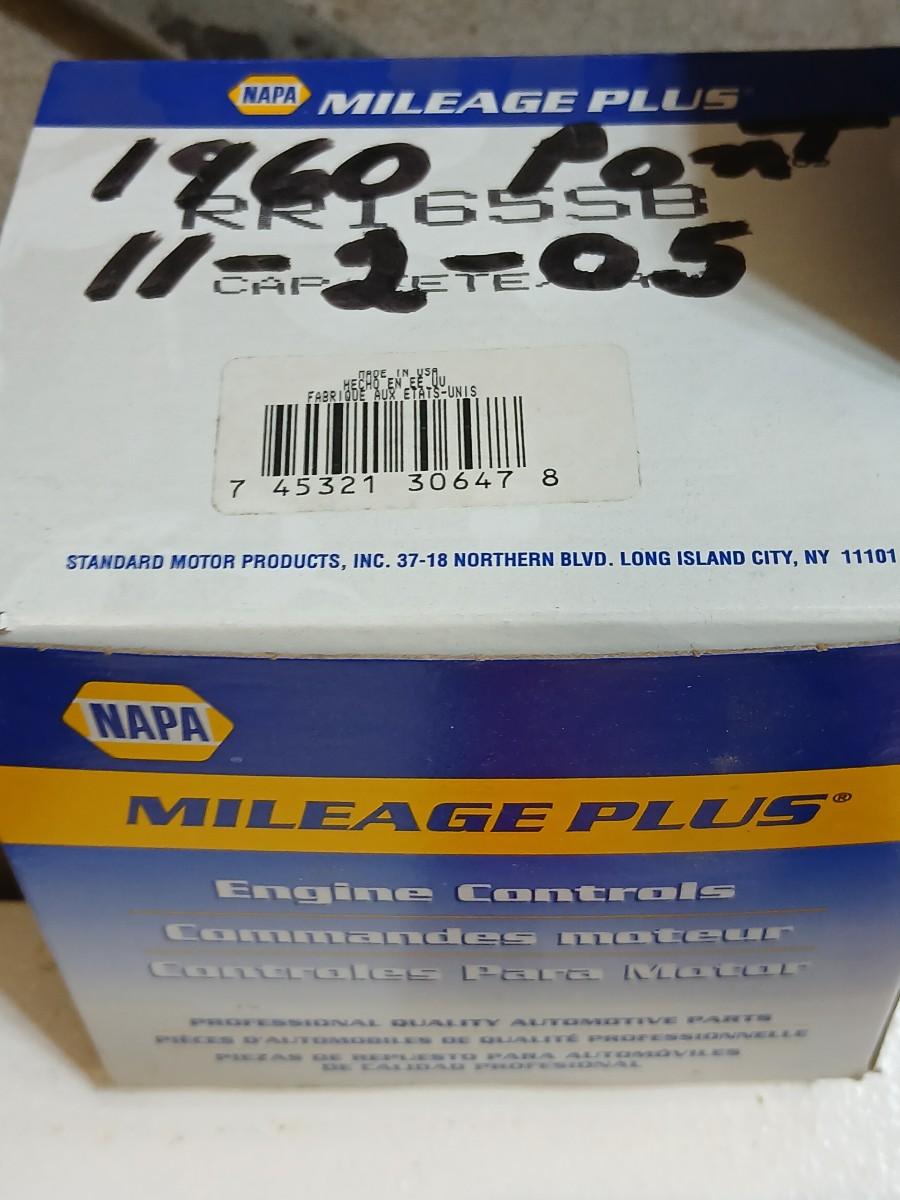 NAPA MILEAGE PLUS
1960 Pont
RR165SB
11-2-05
MADE IN USA
HECHO EN EE UU
FABRIQUE AUX ETATS-UNIS
7 45321 30647 8
STANDARD MOTOR PRODUCTS, INC. 37-18 NORTHERN BLVD. LONG ISLAND CITY, NY 11101
NAPA
MILEAGE PLUS®
Engine Controls
Commandes moteur
Controles Para Motor
PROFESSIONAL QUALITY AUTOMOTIVE PARTS
PIÈCES D'AUTOMOBILES DE QUALITÉ PROFESSIONNELLE
PIEZAS DE REPUESTO PARA AUTOMÓVILES
DE CALIDAD PROFESIONAL